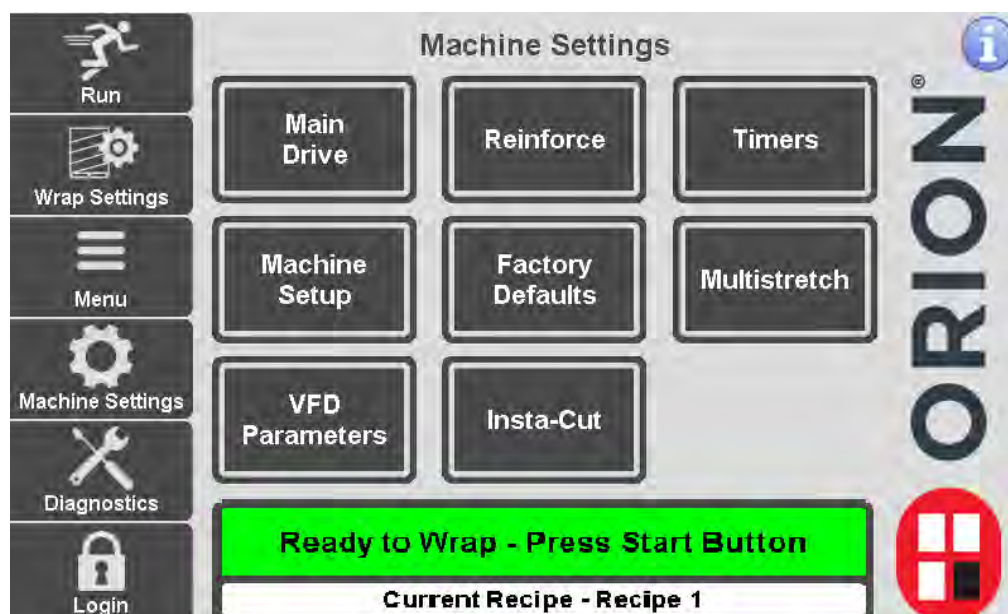 Run
Wrap Settings
Menu
Machine Settings
Diagnostics
Login
Machine Settings
Main
Drive
Reinforce
Timers
Machine
Setup
Factory
Defaults
Multistretch
VFD
Parameters
Insta-Cut
Ready to Wrap - Press Start Button
Current Recipe - Recipe 1
i
ORION®